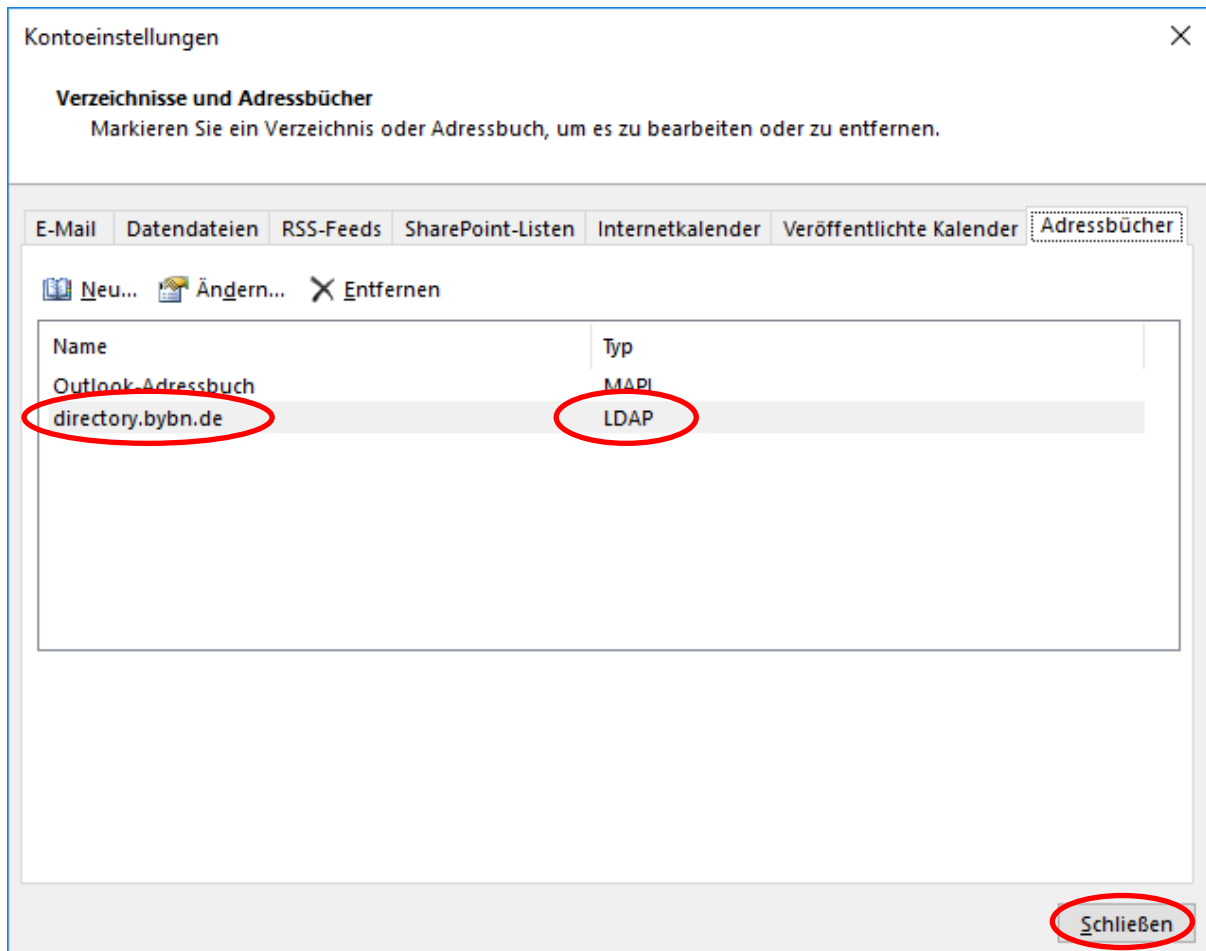 Kontoeinstellungen
Verzeichnisse und Adressbücher
Markieren Sie ein Verzeichnis oder Adressbuch, um es zu bearbeiten oder zu entfernen.
E-Mail Datendateien RSS-Feeds SharePoint-Listen Internetkalender Veröffentlichte Kalender Adressbücher
Neu... Ändern... Entfernen
Name Typ
Outlook-Adressbuch MAPI
directory.bybn.de LDAP
Schließen